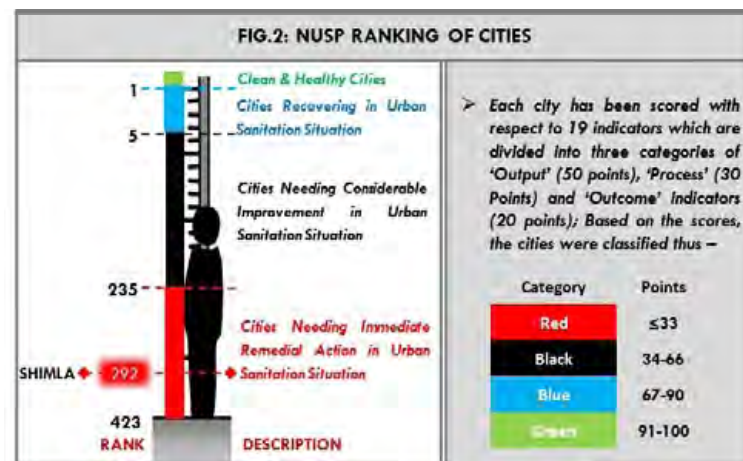 FIG.2: NUSP RANKING OF CITIES
1
5
235
SHIMLA
292
423
RANK
Clean & Healthy Cities
Cities Recovering in Urban
Sanitation Situation
Cities Needing Considerable
Improvement in Urban
Sanitation Situation
Cities Needing Immediate
Remedial Action in Urban
Sanitation Situation
DESCRIPTION
➢ Each city has been scored with
respect to 19 indicators which are
divided into three categories of
'Output' (50 points), 'Process' (30
Points) and 'Outcome' indicators
(20 points); Based on the scores,
the cities were classified thus –
Category Points
Red ≤33
Black 34-66
Blue 67-90
Green 91-100